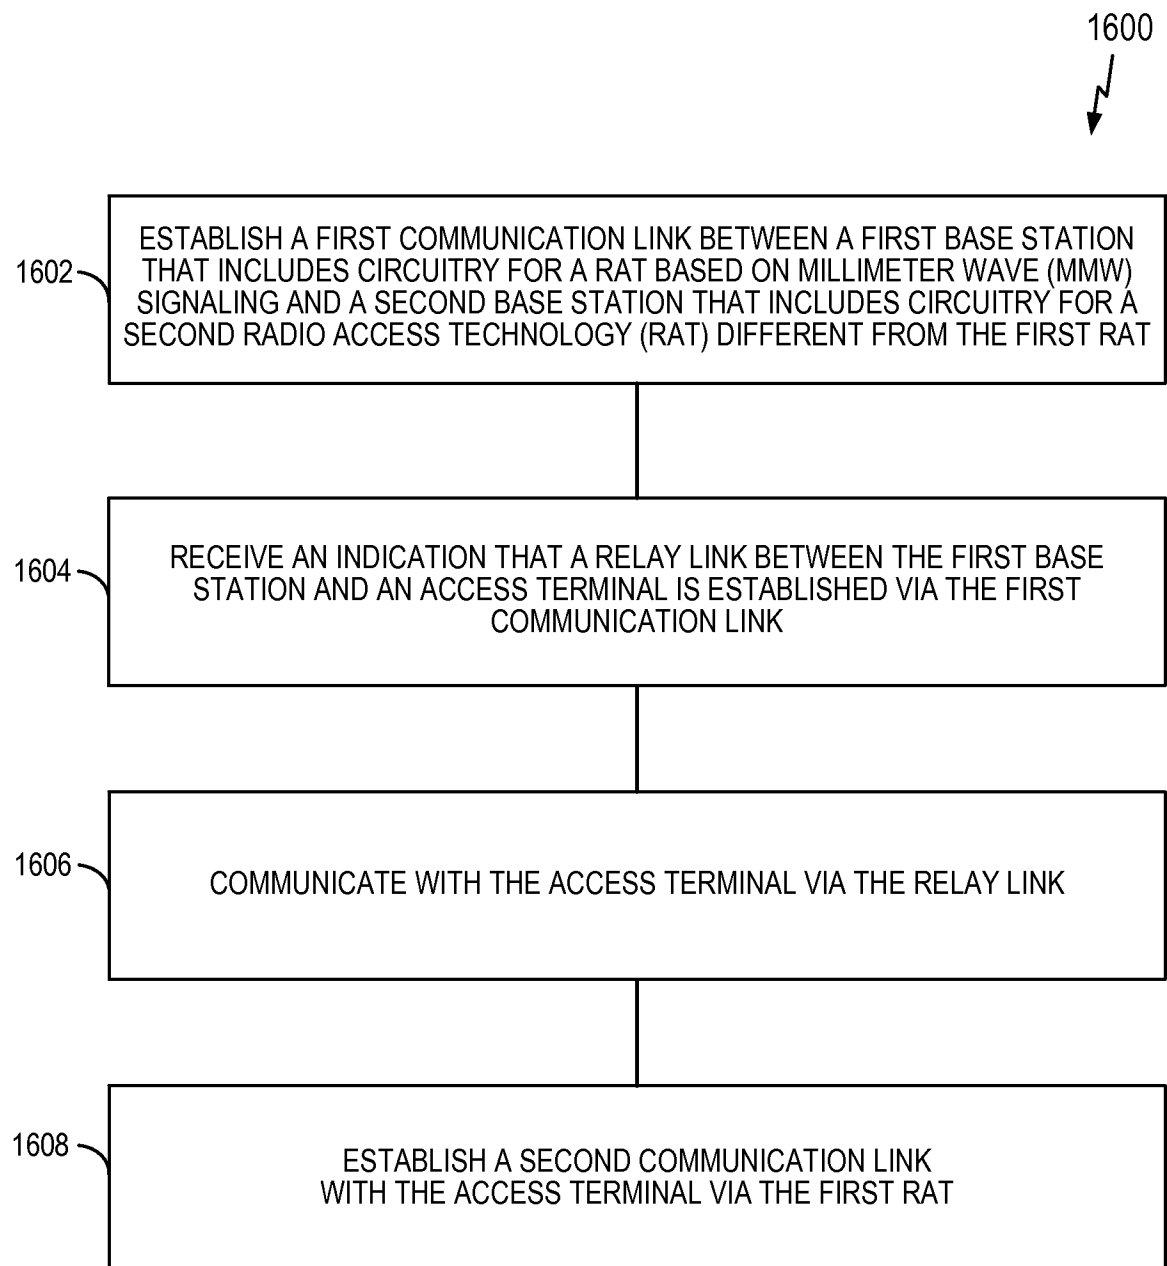 1600
1602
ESTABLISH A FIRST COMMUNICATION LINK BETWEEN A FIRST BASE STATION
THAT INCLUDES CIRCUITRY FOR A RAT BASED ON MILLIMETER WAVE (MMW)
SIGNALING AND A SECOND BASE STATION THAT INCLUDES CIRCUITRY FOR A
SECOND RADIO ACCESS TECHNOLOGY (RAT) DIFFERENT FROM THE FIRST RAT
1604
RECEIVE AN INDICATION THAT A RELAY LINK BETWEEN THE FIRST BASE
STATION AND AN ACCESS TERMINAL IS ESTABLISHED VIA THE FIRST
COMMUNICATION LINK
1606
COMMUNICATE WITH THE ACCESS TERMINAL VIA THE RELAY LINK
1608
ESTABLISH A SECOND COMMUNICATION LINK
WITH THE ACCESS TERMINAL VIA THE FIRST RAT